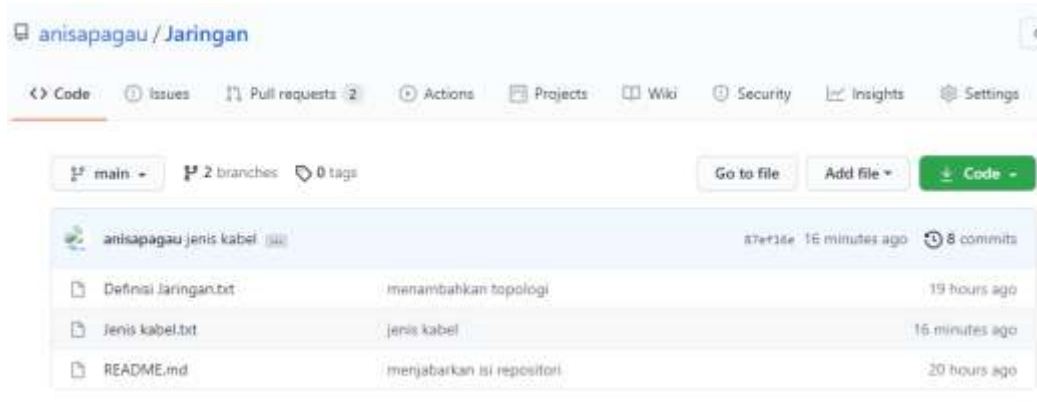 anisapagau / Jaringan
Code Issues Pull requests 2 Actions Projects Wiki Security Insights Settings
main 2 branches 0 tags Go to file Add file Code
anisapagau jenis kabel ... 16 minutes ago 8 commits
Definisi Jaringan.txt menambahkan topologi 19 hours ago
Jenis kabel.txt jenis kabel 16 minutes ago
README.md menjabarkan isi repositori 20 hours ago